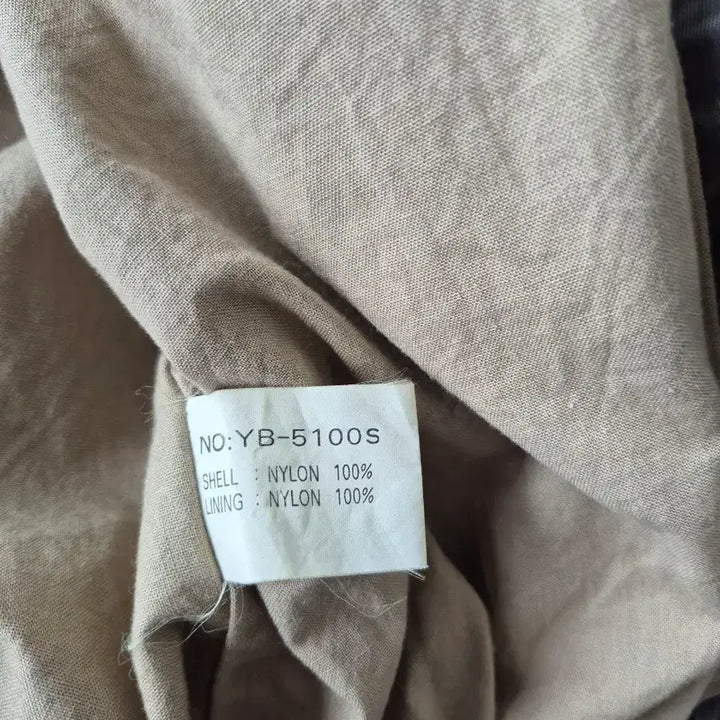 NO:YB-5100S
SHELL : NYLON 100%
LINING : NYLON 100%